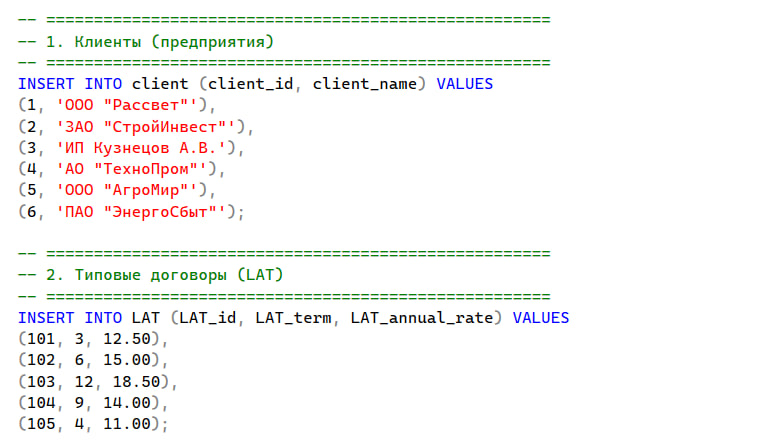 -- =====================================================
-- 1. Клиенты (предприятия)
-- =====================================================
INSERT INTO client (client_id, client_name) VALUES
(1, 'ООО "Рассвет"'),
(2, 'ЗАО "СтройИнвест"'),
(3, 'ИП Кузнецов А.В.'),
(4, 'АО "ТехноПром"'),
(5, 'ООО "АгроМир"'),
(6, 'ПАО "ЭнергоСбыт"');
-- =====================================================
-- 2. Типовые договоры (LAT)
-- =====================================================
INSERT INTO LAT (LAT_id, LAT_term, LAT_annual_rate) VALUES
(101, 3, 12.50),
(102, 6, 15.00),
(103, 12, 18.50),
(104, 9, 14.00),
(105, 4, 11.00);